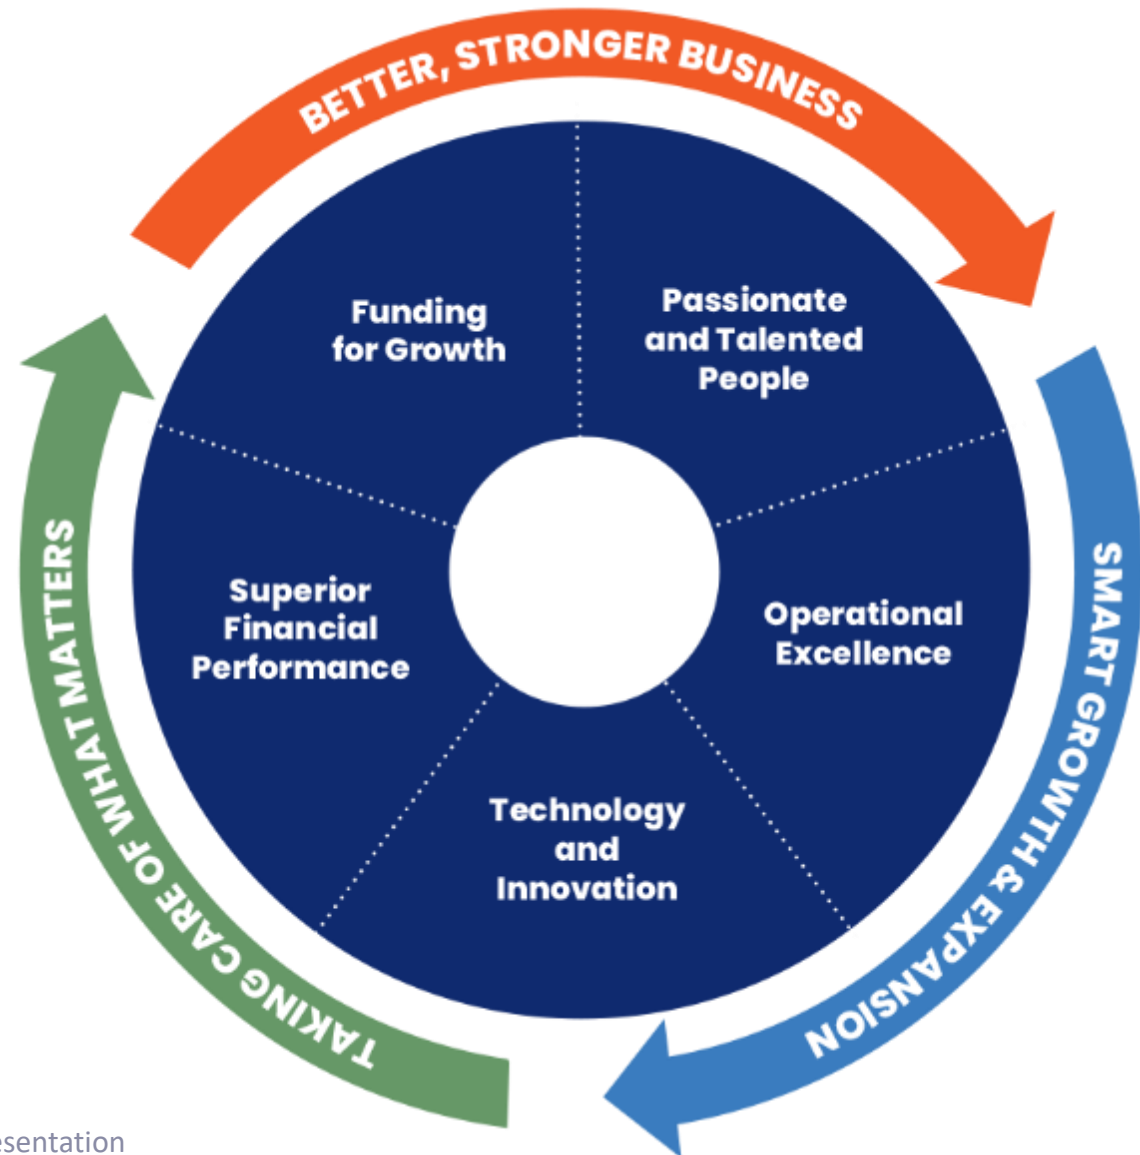 BETTER, STRONGER BUSINESS
Funding
for Growth
Passionate
and Talented
People
Superior
Financial
Performance
Operational
Excellence
Technology
and
Innovation
SMART GROWTH & EXPANSION
TAKING CARE OF WHAT MATTERS